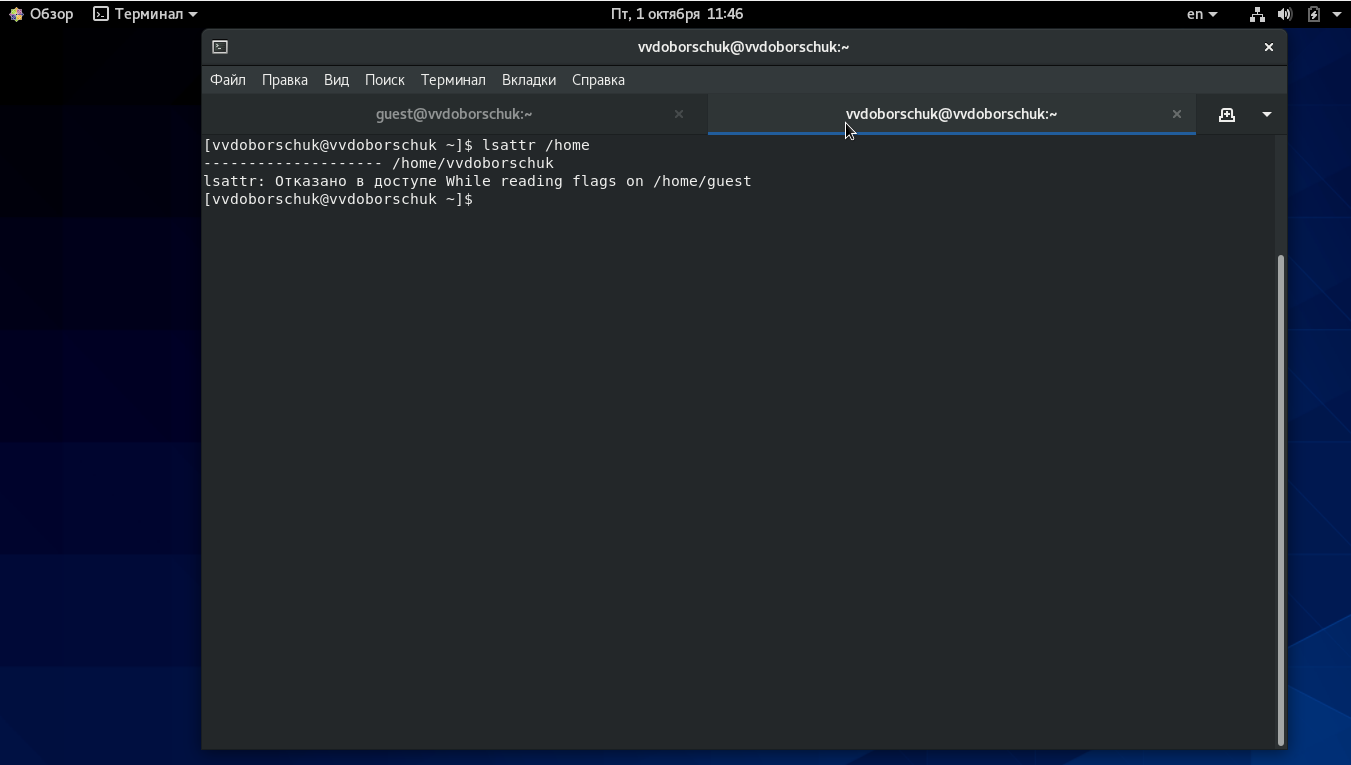 Обзор Терминал Пт, 1 октября 11:46 en
vvdoborschuk@vvdoborschuk:~
Файл Правка Вид Поиск Терминал Вкладки Справка
guest@vvdoborschuk:~ vvdoborschuk@vvdoborschuk:~
[vvdoborschuk@vvdoborschuk ~]$ lsattr /home
-------------------- /home/vvdoborschuk
lsattr: Отказано в доступе While reading flags on /home/guest
[vvdoborschuk@vvdoborschuk ~]$